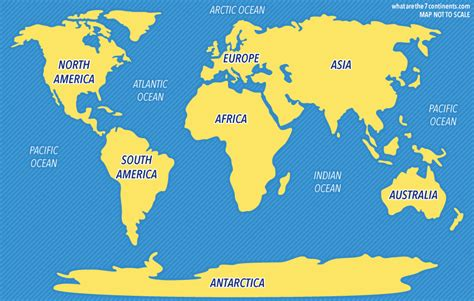 ARCTIC OCEAN
whatarethe7continents.com
MAP NOT TO SCALE
NORTH
AMERICA
EUROPE
ASIA
ATLANTIC
OCEAN
PACIFIC
OCEAN
AFRICA
PACIFIC
OCEAN
SOUTH
AMERICA
INDIAN
OCEAN
AUSTRALIA
ANTARCTICA